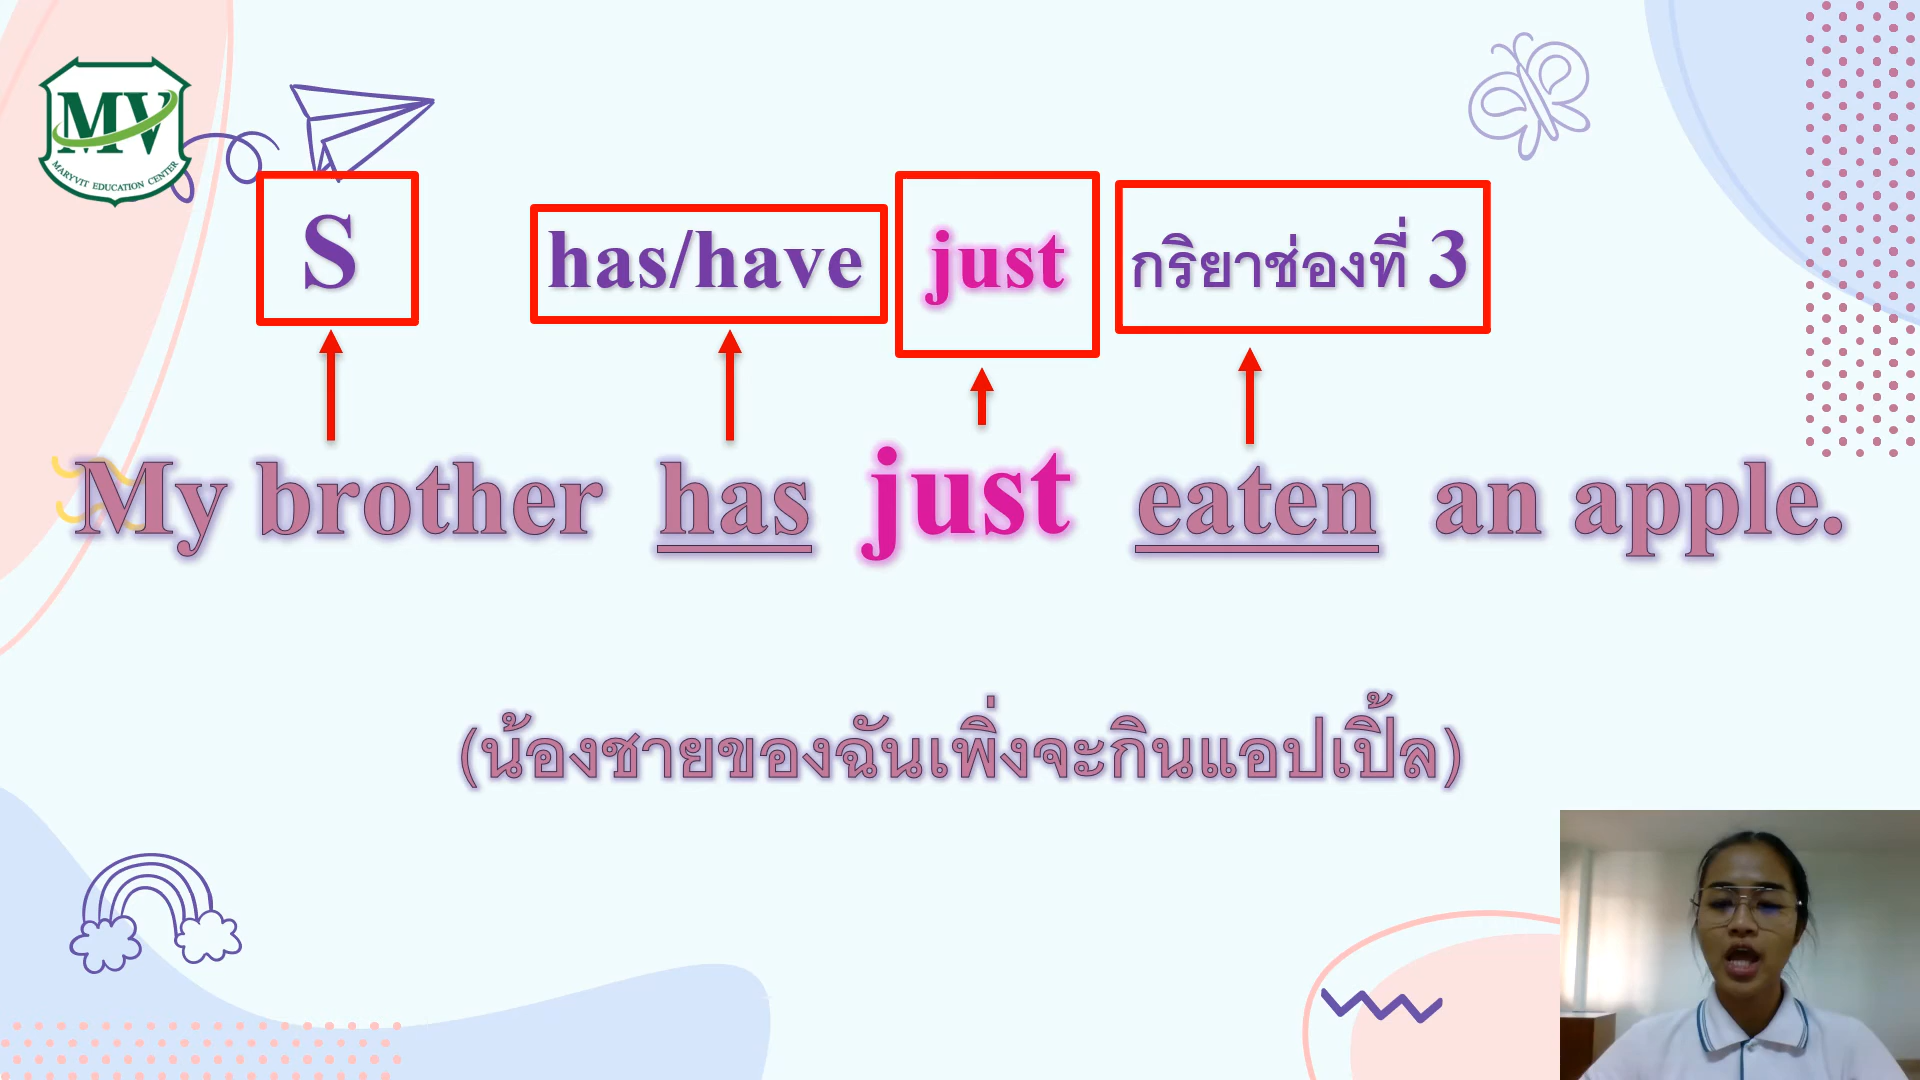 MV
MARYVIT EDUCATION CENTER
S has/have just กริยาช่องที่ 3
My brother has just eaten an apple.
(น้องชายของฉันเพิ่งจะกินแอปเปิ้ล)